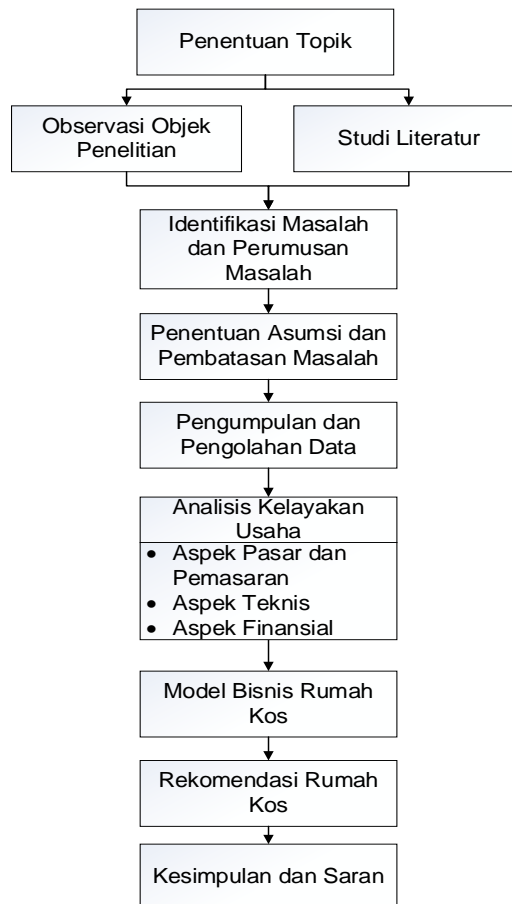 Penentuan Topik
Observasi Objek
Penelitian
Studi Literatur
Identifikasi Masalah
dan Perumusan
Masalah
Penentuan Asumsi dan
Pembatasan Masalah
Pengumpulan dan
Pengolahan Data
Analisis Kelayakan
Usaha
• Aspek Pasar dan
Pemasaran
• Aspek Teknis
• Aspek Finansial
Model Bisnis Rumah
Kos
Rekomendasi Rumah
Kos
Kesimpulan dan Saran